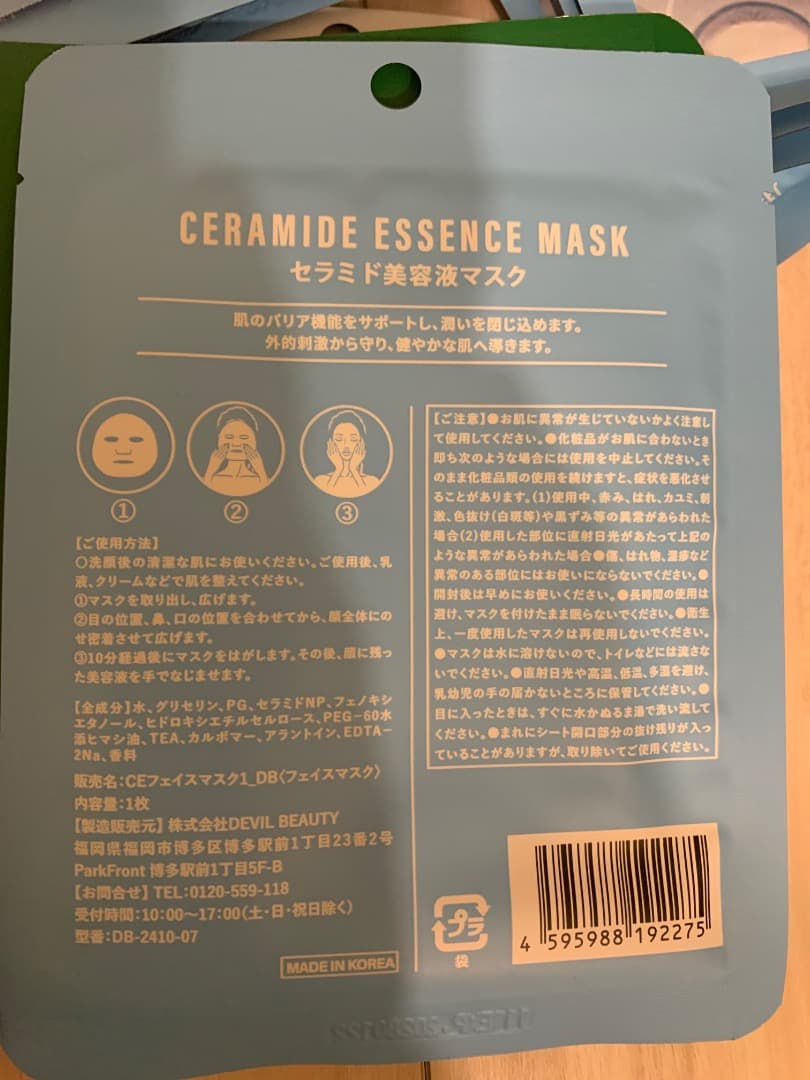 CERAMIDE ESSENCE MASK
セラミド美容液マスク
肌のバリア機能をサポートし、潤いを閉じ込めます。
外的刺激から守り、健やかな肌へ導きます。
① ② ③
【ご使用方法】
○洗顔後の清潔な肌にお使いください。ご使用後、乳
液、クリームなどで肌を整えてください。
①マスクを取り出し、広げます。
②目の位置、鼻、口の位置を合わせてから、顔全体にの
せ密着させて広げます。
③10分経過後にマスクをはがします。その後、顔に残っ
た美容液を手でなじませます。
【全成分】水、グリセリン、PG、セラミドNP、フェノキシ
エタノール、ヒドロキシエチルセルロース、PEG-60水
添ヒマシ油、TEA、カルボマー、アラントイン、EDTA-
2Na、香料
販売名:CEフェイスマスク1_DB〈フェイスマスク〉
内容量:1枚
【製造販売元】株式会社DEVIL BEAUTY
福岡県福岡市博多区博多駅前1丁目23番2号
ParkFront 博多駅前1丁目5F-B
【お問合せ】TEL:0120-559-118
受付時間:10:00〜17:00(土・日・祝日除く)
型番:DB-2410-07
MADE IN KOREA
【ご注意】●お肌に異常が生じていないかよく注意し
て使用してください。●化粧品がお肌に合わないとき
即ち次のような場合には使用を中止してください。そ
のまま化粧品類の使用を続けますと、症状を悪化させ
ることがあります。(1)使用中、赤み、はれ、カユミ、刺
激、色抜け(白斑等)や黒ずみ等の異常があらわれた
場合(2)使用した部位に直射日光があたって上記の
ような異常があらわれた場合●傷、はれ物、湿疹など
異常のある部位にはお使いにならないでください。●
開封後は早めにお使いください。●長時間の使用は
避け、マスクを付けたまま眠らないでください。●衛生
上、一度使用したマスクは再使用しないでください。
●マスクは水に溶けないので、トイレなどには流さな
いでください。●直射日光や高温、低温、多湿を避け、
乳幼児の手の届かないところに保管してください。●
目に入ったときは、すぐに水かぬるま湯で洗い流して
ください。●まれにシート開口部分の抜け残りが入っ
ていることがありますが、取り除いてご使用ください。
プラ
袋
4 595988 192275